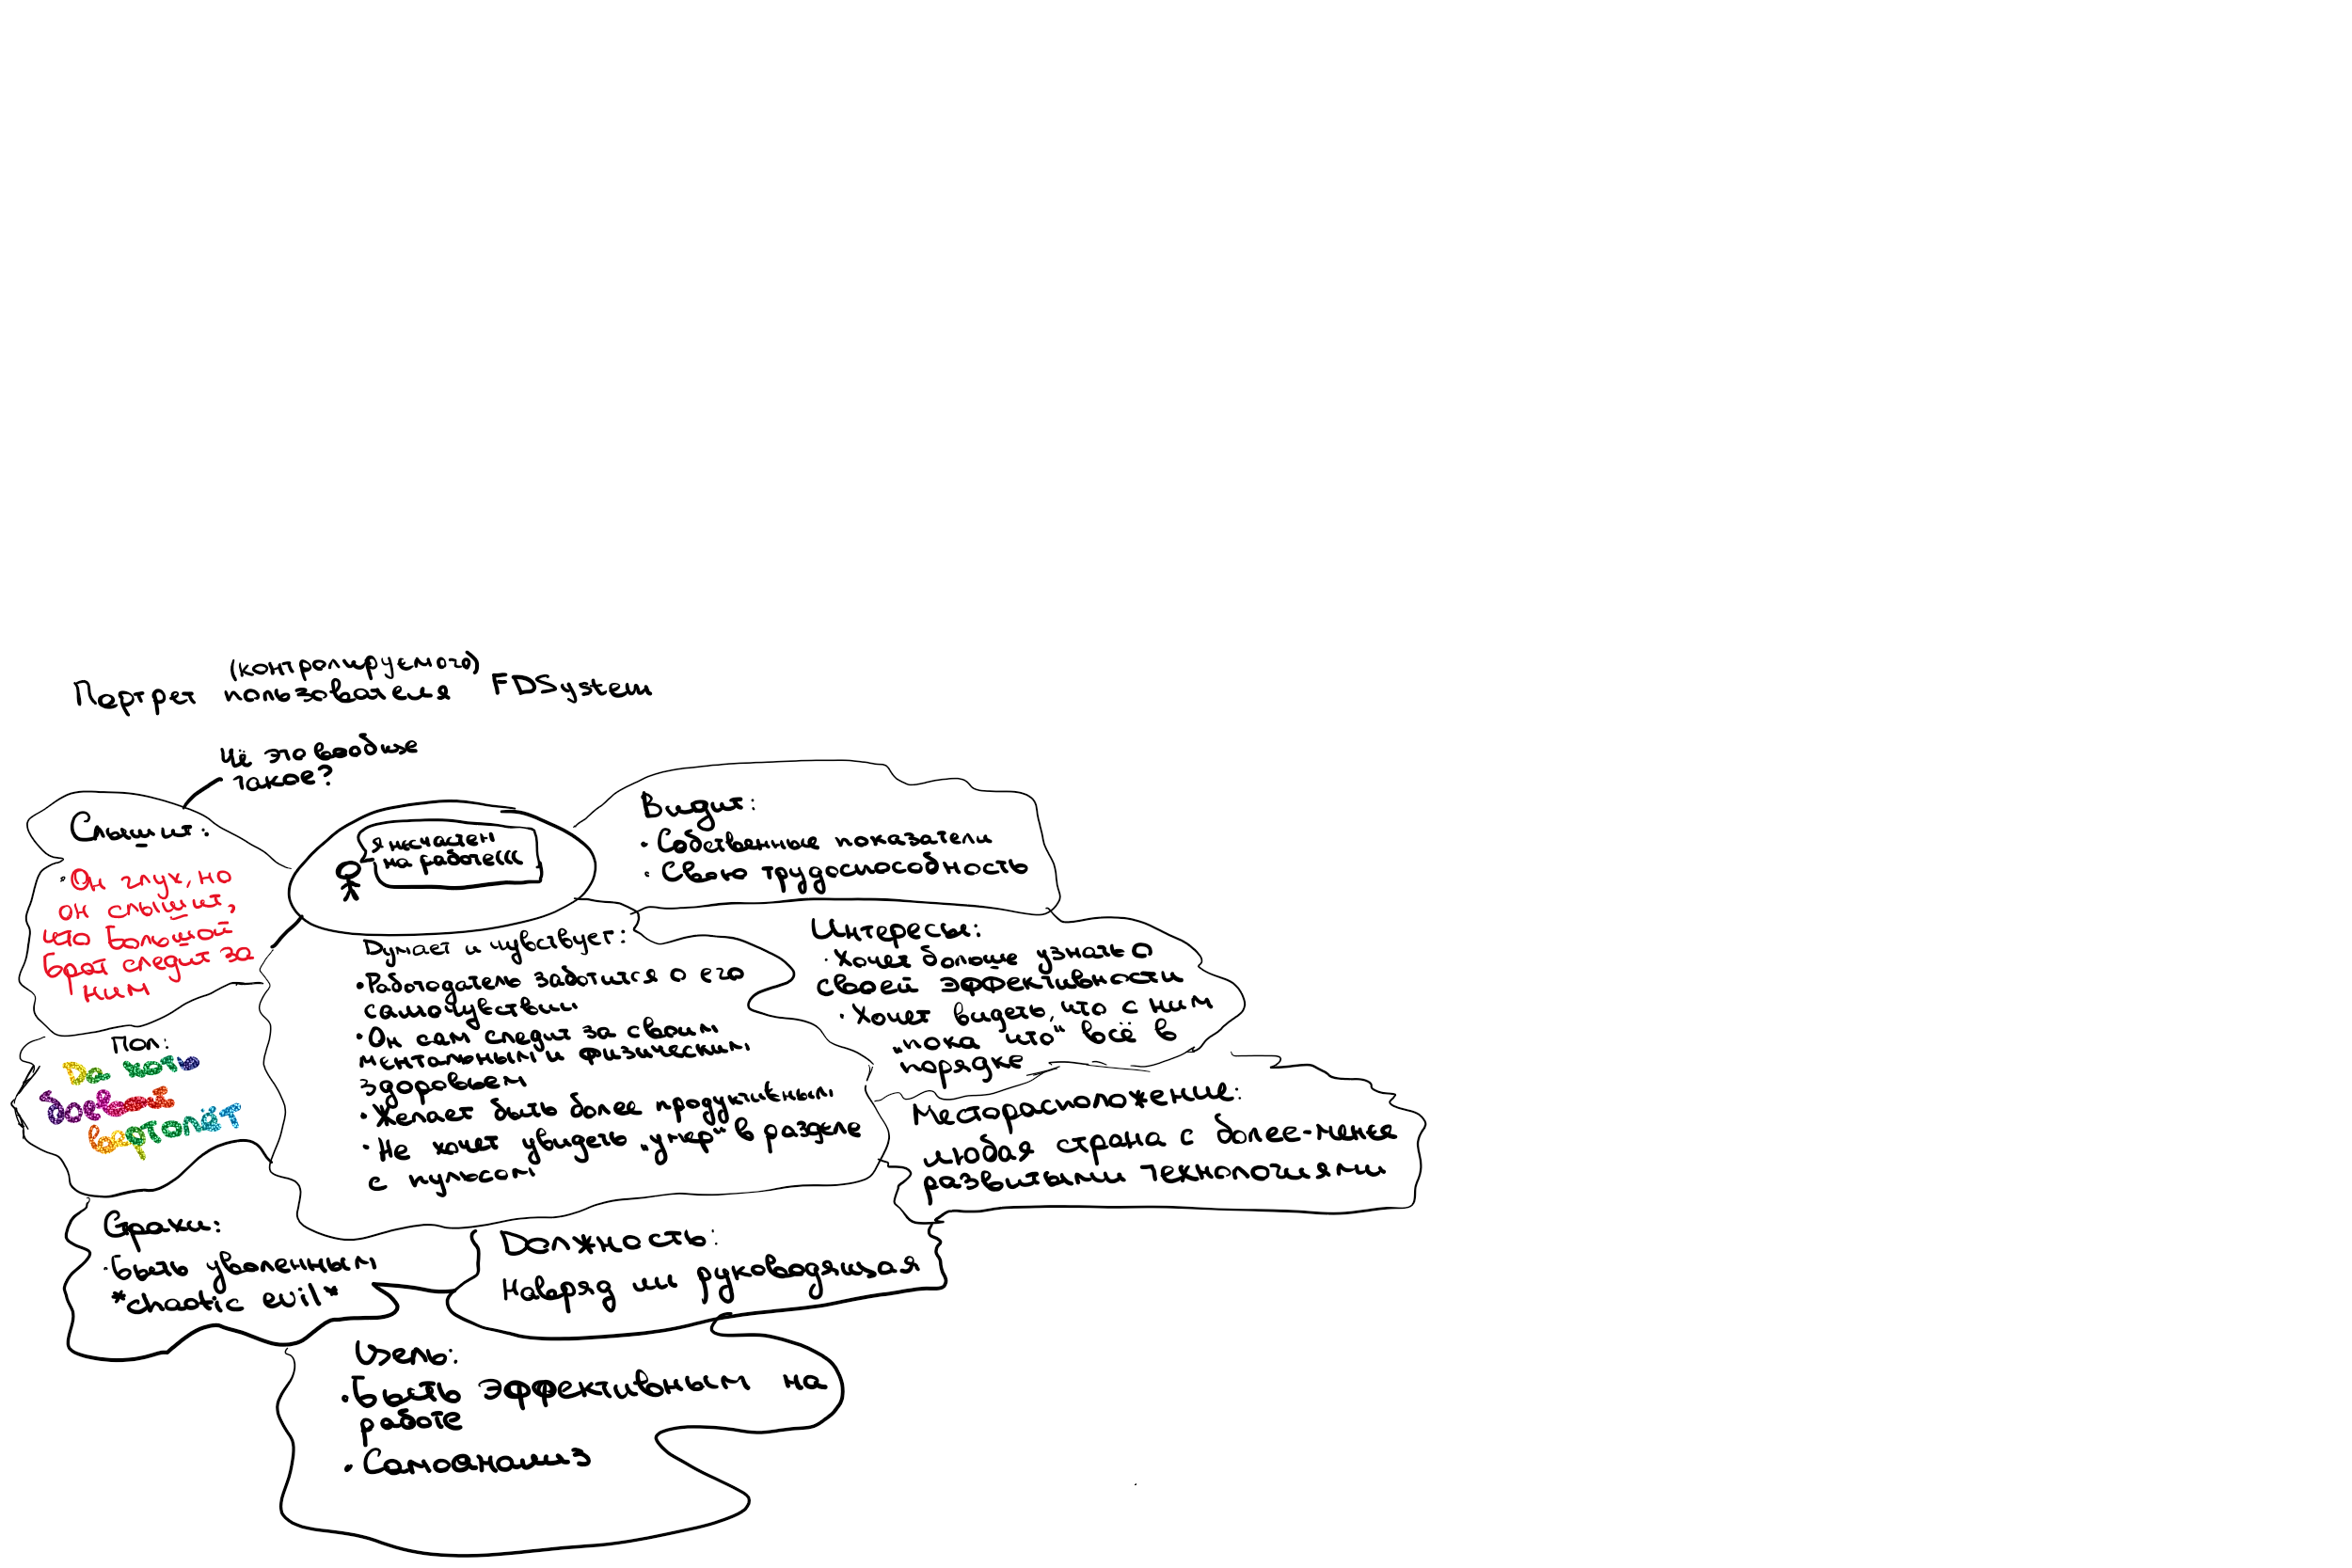 (контролируемого)
Портрет пользователя FDSystem
Чё это вообще
такое?
Слышит:
• Он глух, но
он слышит,
что Большой
Брат следит за
ним
Я несчастен
на работе(((
Видит:
• Собственные показатели
• Свою трудоспособность
Думает и чувствует:
• Работодатель заботится о его
самочувствии
• Он сам следит за своим
ментальным и физическим
здоровьем
• Желает быть более продуктивным
• Не хочет увидеть „умер“ в разделе
с пульсом
Интересы:
• Хочет больше узнать о
своей эффективности
• Хочет видеть, что с ним
„пока что“ всё в
порядке
Пол:
Да хоть
боевой
вертолёт
Месторасположение:
любая страна с более-менее
развитыми технологиями
Страхи:
• Быть уволенным
*chaotic evil*
Должность:
Навряд ли руководящая
Цель:
• Быть эффективным на
работе
• Самоанализ